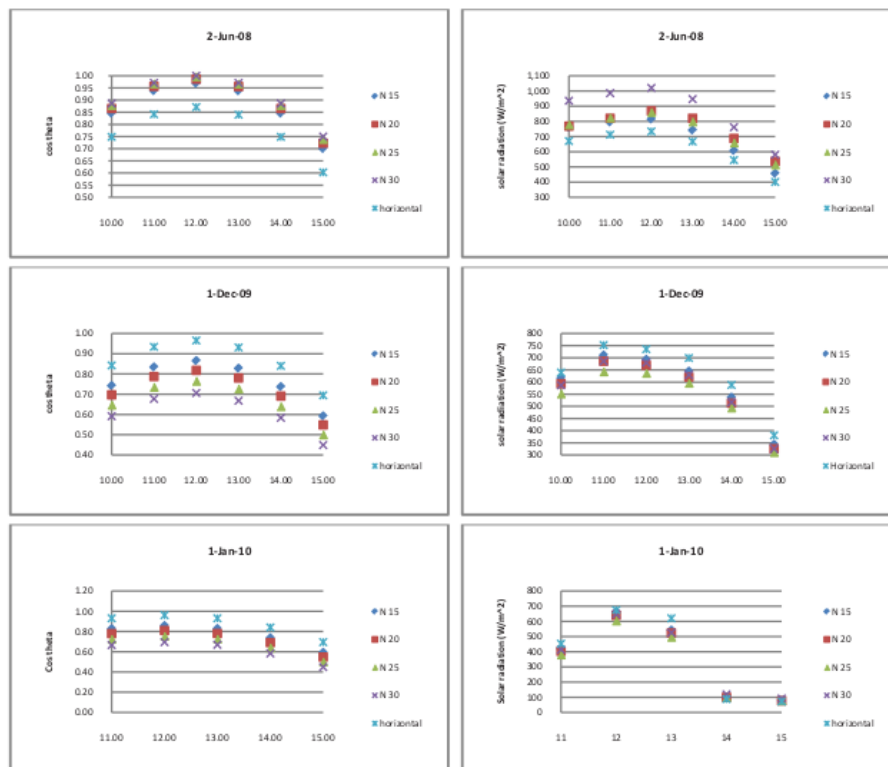 2-Jun-08
costheta
1.00
0.95
0.90
0.85
0.80
0.75
0.70
0.65
0.60
0.55
0.50
10.00 11.00 12.00 13.00 14.00 15.00
N 15
N 20
N 25
N 30
horizontal
2-Jun-08
solar radiation (W/m^2)
1,100
1,000
900
800
700
600
500
400
300
10.00 11.00 12.00 13.00 14.00 15.00
N 15
N 20
N 25
N 30
horizontal
1-Dec-09
costheta
1.00
0.90
0.80
0.70
0.60
0.50
0.40
10.00 11.00 12.00 13.00 14.00 15.00
N 15
N 20
N 25
N 30
horizontal
1-Dec-09
solar radiation (W/m^2)
800
750
700
650
600
550
500
450
400
350
300
10.00 11.00 12.00 13.00 14.00 15.00
N 15
N 20
N 25
N 30
Horizontal
1-Jan-10
Costheta
1.20
1.00
0.80
0.60
0.40
0.20
0.00
11.00 12.00 13.00 14.00 15.00
N 15
N 20
N 25
N 30
horizontal
1-Jan-10
Solar radiation (W/m^2)
800
700
600
500
400
300
200
100
0
11 12 13 14 15
N 15
N 20
N 25
N 30
horizontal